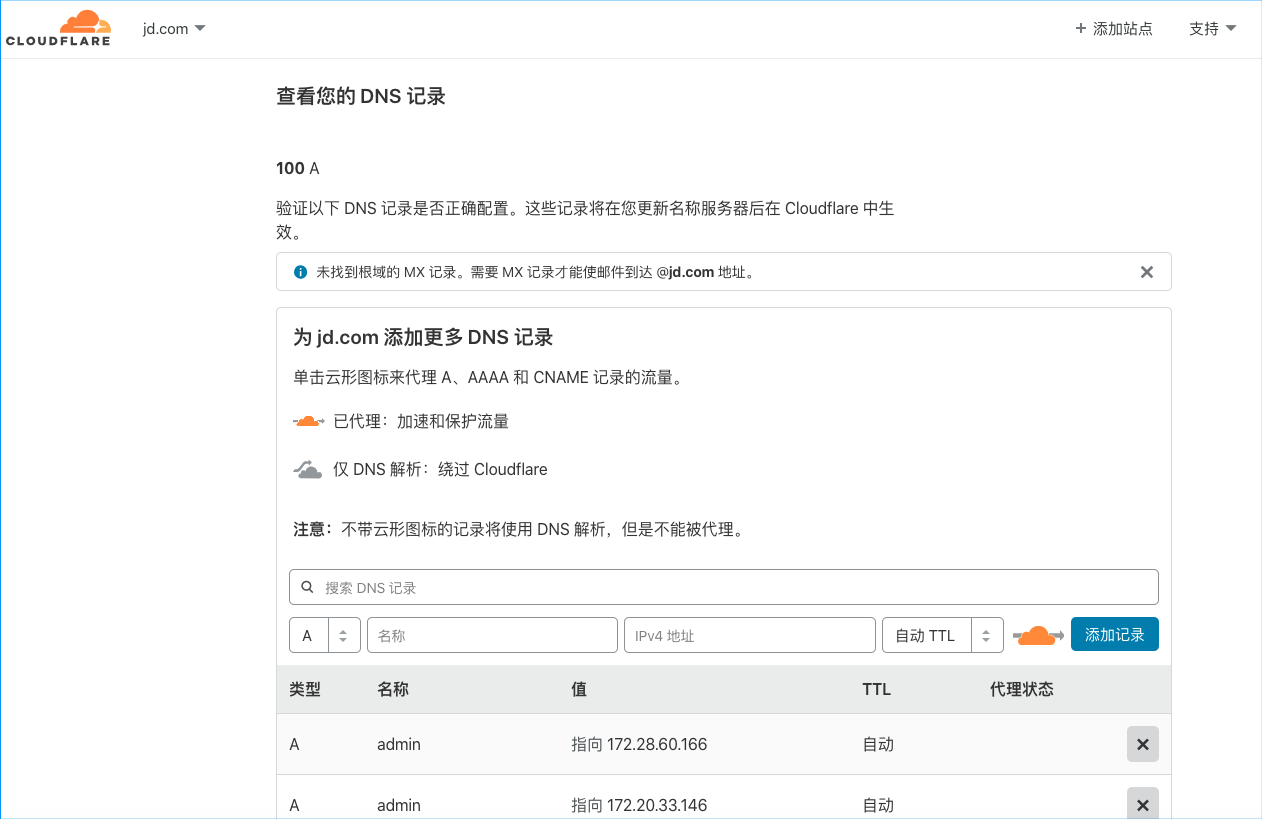 CLOUDFLARE
jd.com
+ 添加站点
支持
查看您的 DNS 记录
100 A
验证以下 DNS 记录是否正确配置。这些记录将在您更新名称服务器后在 Cloudflare 中生
效。
未找到根域的 MX 记录。需要 MX 记录才能使邮件到达 @jd.com 地址。
为 jd.com 添加更多 DNS 记录
单击云形图标来代理 A、AAAA 和 CNAME 记录的流量。
已代理：加速和保护流量
仅 DNS 解析：绕过 Cloudflare
注意：不带云形图标的记录将使用 DNS 解析，但是不能被代理。
搜索 DNS 记录
A 名称 IPv4 地址 自动 TTL 添加记录
类型 名称 值 TTL 代理状态
A admin 指向 172.28.60.166 自动
A admin 指向 172.20.33.146 自动